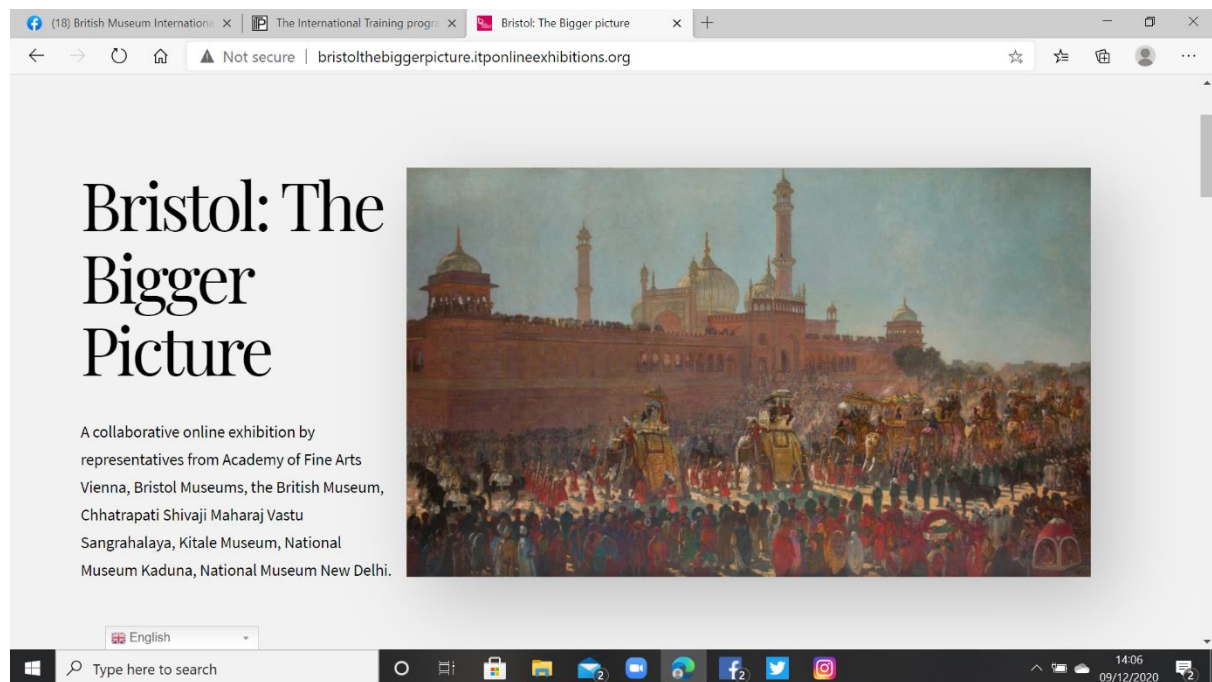 (18) British Museum Internationa
The International Training progra
Bristol: The Bigger picture
Not secure | bristolthebiggerpicture.itponlineexhibitions.org
Bristol: The
Bigger
Picture
A collaborative online exhibition by
representatives from Academy of Fine Arts
Vienna, Bristol Museums, the British Museum,
Chhatrapati Shivaji Maharaj Vastu
Sangrahalaya, Kitale Museum, National
Museum Kaduna, National Museum New Delhi.
English
Type here to search
2
2
14:06
09/12/2020
2